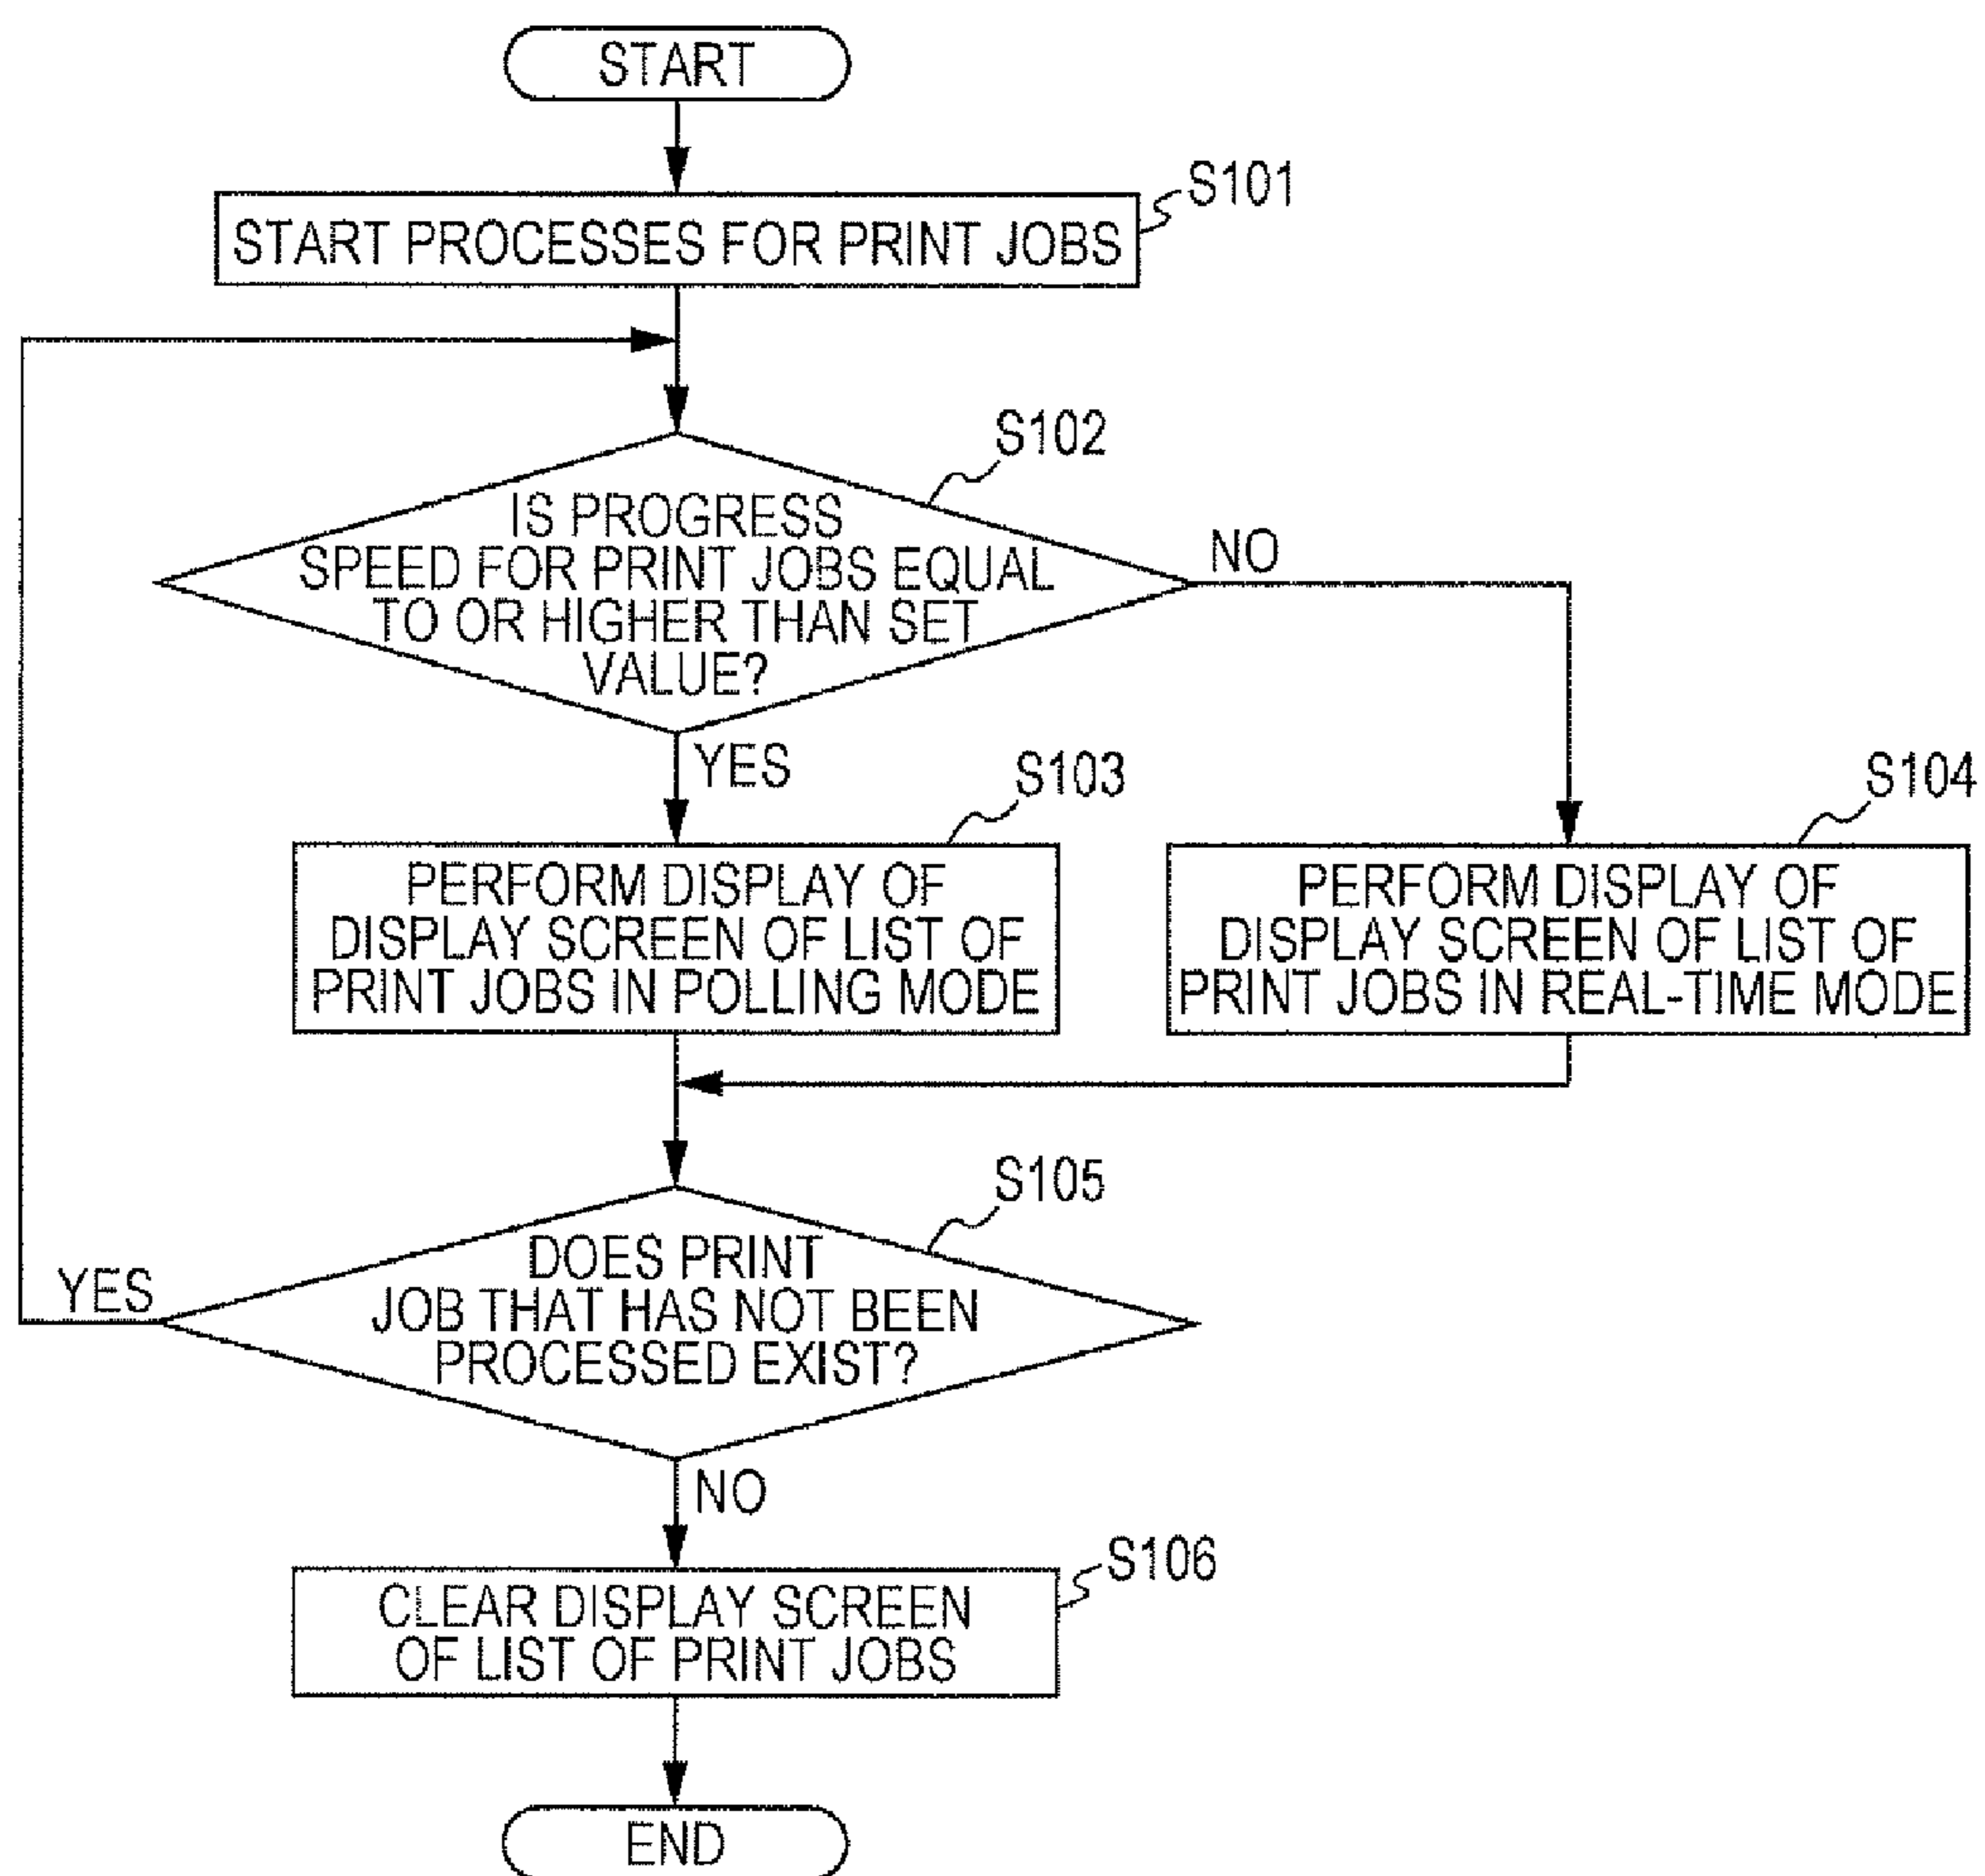 START
S101
START PROCESSES FOR PRINT JOBS
S102
IS PROGRESS
SPEED FOR PRINT JOBS EQUAL
TO OR HIGHER THAN SET
VALUE?
NO
YES
S103
PERFORM DISPLAY OF
DISPLAY SCREEN OF LIST OF
PRINT JOBS IN POLLING MODE
S104
PERFORM DISPLAY OF
DISPLAY SCREEN OF LIST OF
PRINT JOBS IN REAL-TIME MODE
S105
DOES PRINT
JOB THAT HAS NOT BEEN
PROCESSED EXIST?
YES
NO
S106
CLEAR DISPLAY SCREEN
OF LIST OF PRINT JOBS
END